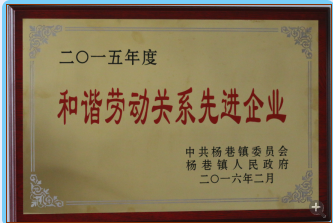 二〇一五年度
和谐劳动关系先进企业
中共杨巷镇委员会
杨巷镇人民政府
二〇一六年二月